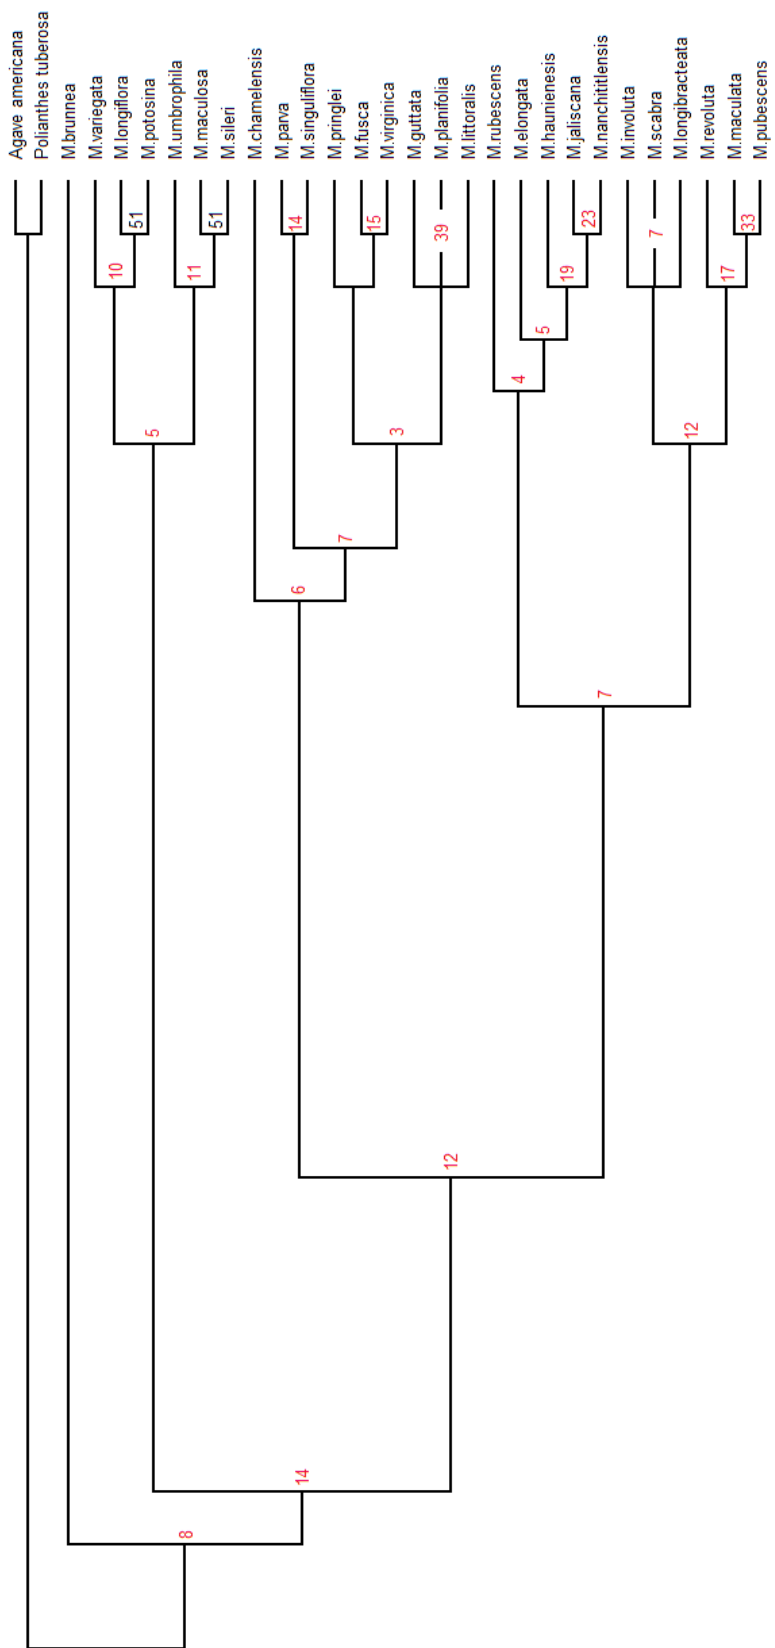 Agave americana
Polianthes tuberosa
M.brunnea
M.variegata
M.longiflora
M.potosina
M.umbrophila
M.maculosa
M.sileri
M.chamelensis
M.parva
M.singuliflora
M.pringlei
M.fusca
M.virginica
M.guttata
M.planifolia
M.littoralis
M.rubescens
M.elongata
M.haunienesis
M.jaliscana
M.nanchititlensis
M.involuta
M.scabra
M.longibracteata
M.revoluta
M.maculata
M.pubescens
10
51
11
51
5
14
15
39
3
7
6
23
19
5
4
7
33
17
12
7
12
14
8